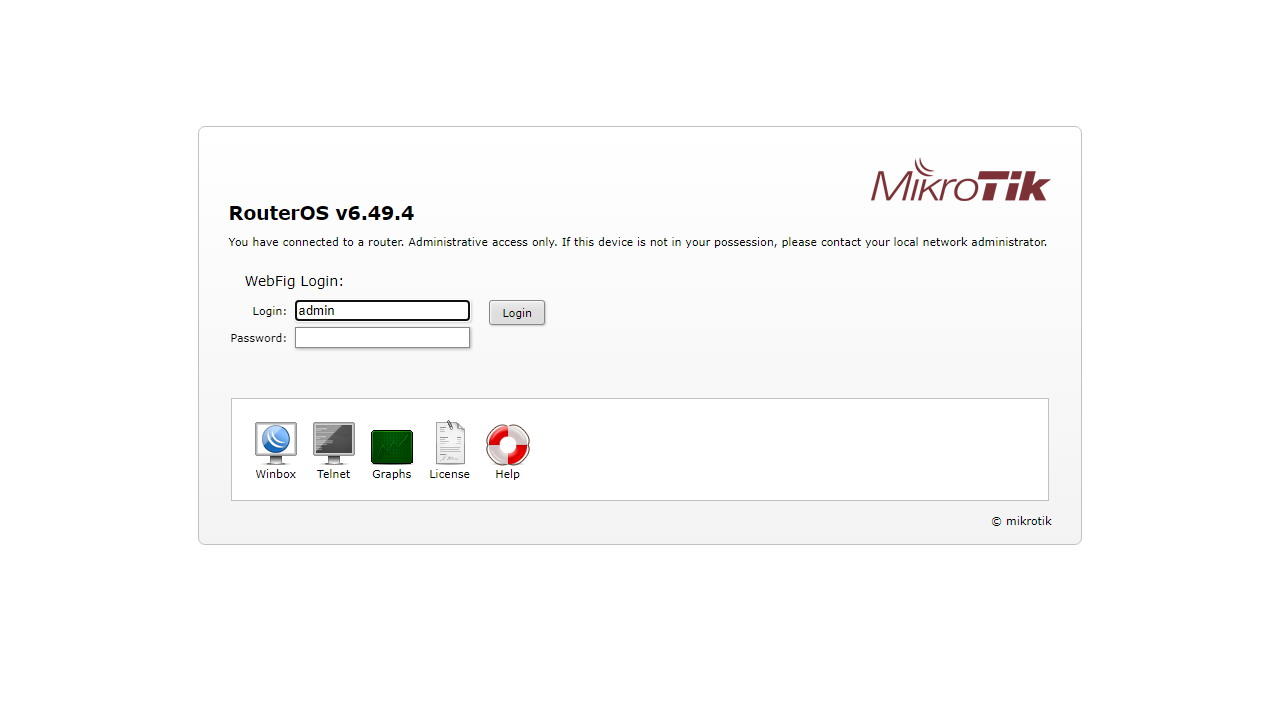 MikroTik
RouterOS v6.49.4
You have connected to a router. Administrative access only. If this device is not in your possession, please contact your local network administrator.
WebFig Login:
Login: admin Login
Password:
Winbox Telnet Graphs License Help
© mikrotik